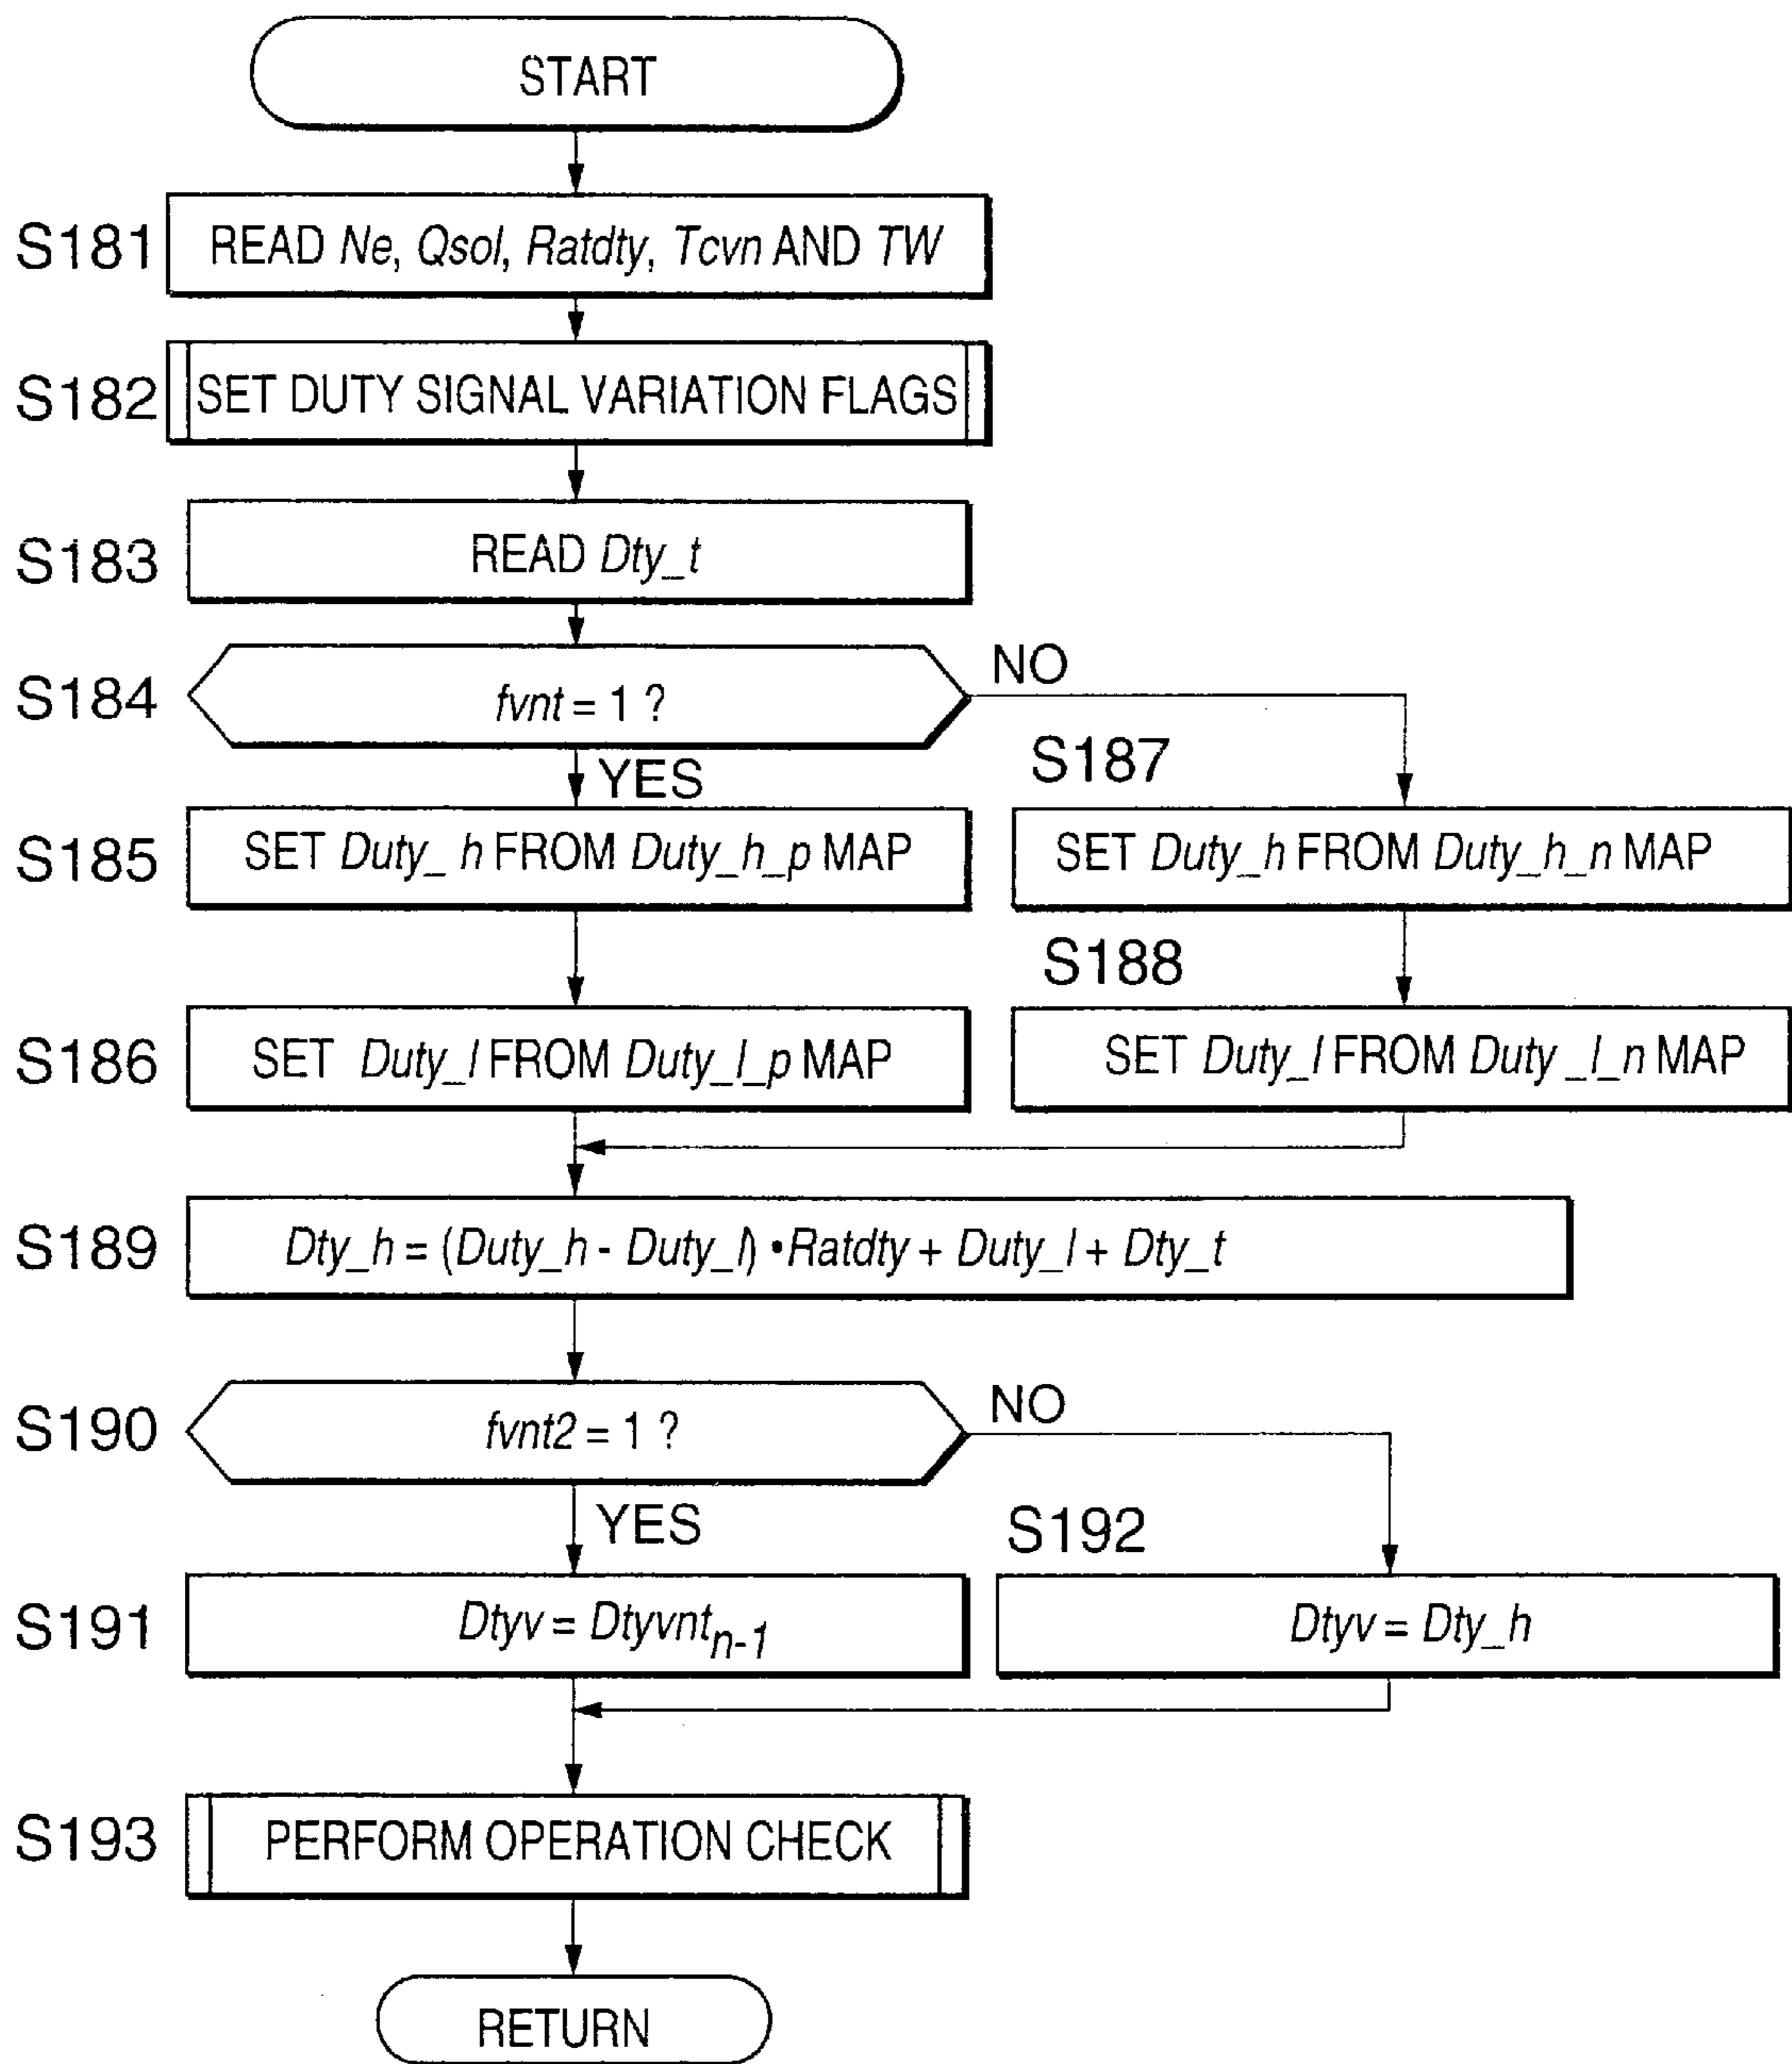 START
S181 READ Ne, Qsol, Ratdty, Tcvn AND TW
S182 SET DUTY SIGNAL VARIATION FLAGS
S183 READ Dty_t
S184 fvnt = 1 ? NO
YES S187
S185 SET Duty_ h FROM Duty_h_p MAP SET Duty_h FROM Duty_h_n MAP
S188
S186 SET Duty_l FROM Duty_l_p MAP SET Duty_l FROM Duty _l_n MAP
S189 Dty_h = (Duty_h - Duty_l) •Ratdty + Duty_l + Dty_t
S190 fvnt2 = 1 ? NO
YES S192
S191 Dtyv = Dtyvntn-1 Dtyv = Dty_h
S193 PERFORM OPERATION CHECK
RETURN